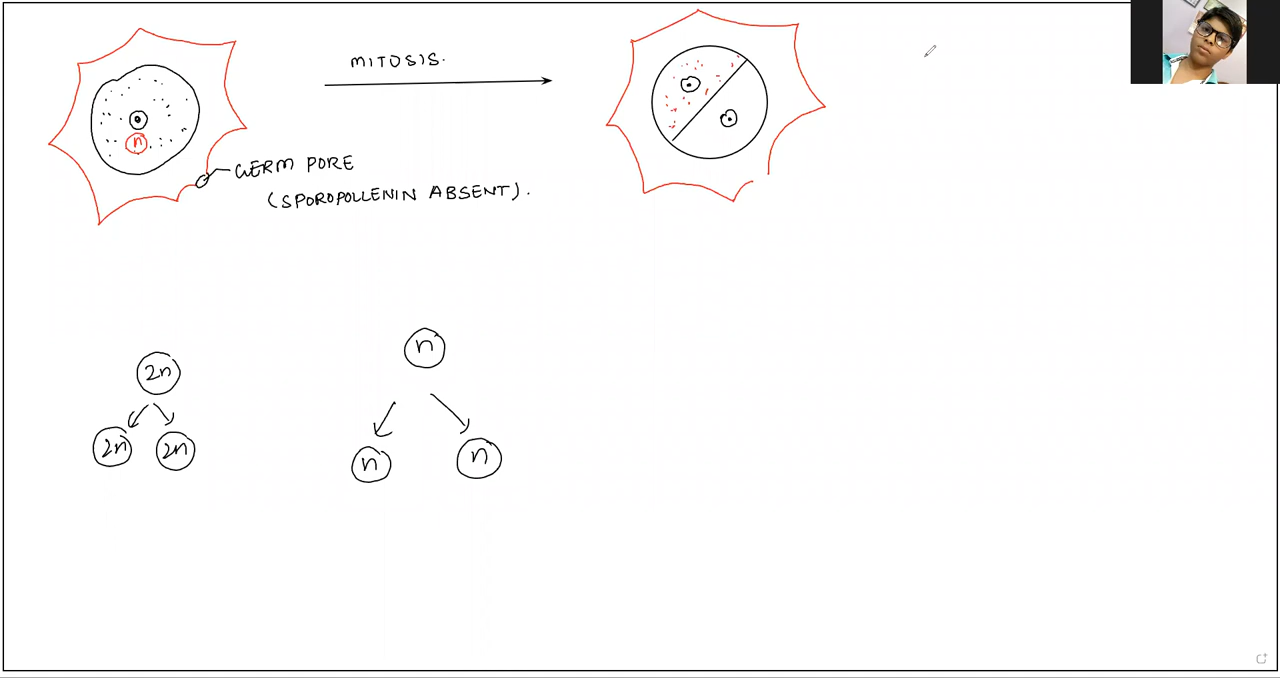 MITOSIS.
n
GERM PORE
(SPOROPOLLENIN ABSENT).
n
2n
n n
2n 2n